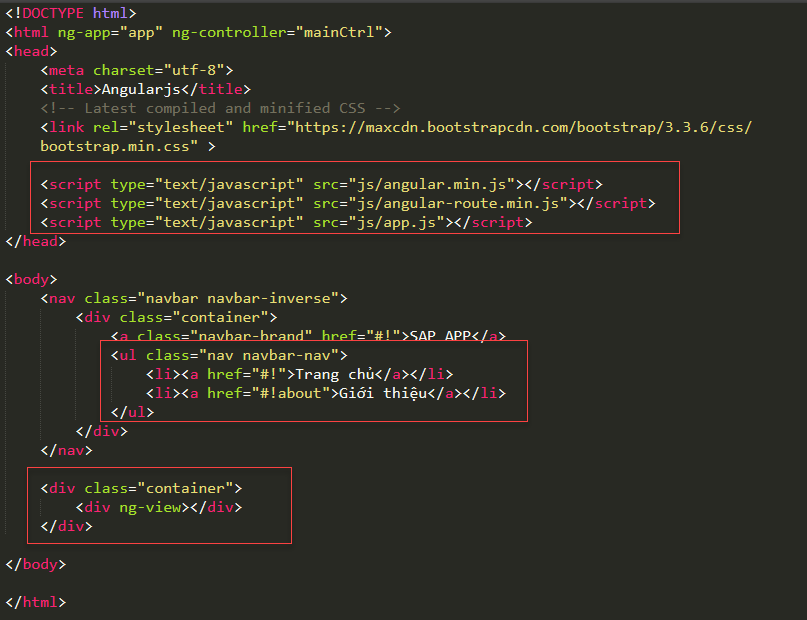 <!DOCTYPE html>
<html ng-app="app" ng-controller="mainCtrl">
<head>
<meta charset="utf-8">
<title>Angularjs</title>
<!-- Latest compiled and minified CSS -->
<link rel="stylesheet" href="https://maxcdn.bootstrapcdn.com/bootstrap/3.3.6/css/
bootstrap.min.css" >
<script type="text/javascript" src="js/angular.min.js"></script>
<script type="text/javascript" src="js/angular-route.min.js"></script>
<script type="text/javascript" src="js/app.js"></script>
</head>
<body>
<nav class="navbar navbar-inverse">
<div class="container">
<a class="navbar-brand" href="#!">SAP APP</a>
<ul class="nav navbar-nav">
<li><a href="#!">Trang chủ</a></li>
<li><a href="#!about">Giới thiệu</a></li>
</ul>
</div>
</nav>
<div class="container">
<div ng-view></div>
</div>
</body>
</html>